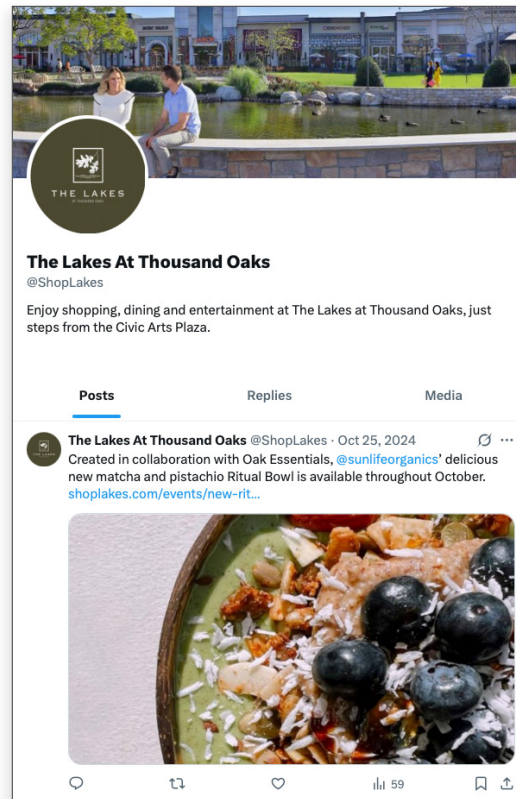 THE LAKES
AT THOUSAND OAKS
The Lakes At Thousand Oaks
@ShopLakes
Enjoy shopping, dining and entertainment at The Lakes at Thousand Oaks, just
steps from the Civic Arts Plaza.
Posts Replies Media
The Lakes At Thousand Oaks @ShopLakes · Oct 25, 2024
Created in collaboration with Oak Essentials, @sunlifeorganics’ delicious
new matcha and pistachio Ritual Bowl is available throughout October.
shoplakes.com/events/new-rit…
59